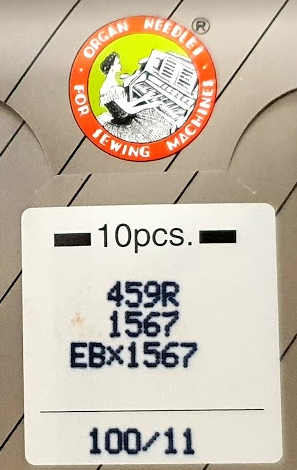 ORGAN NEEDLES
®
FOR SEWING MACHINES
10pcs.
459R
1567
EBX1567
100/11